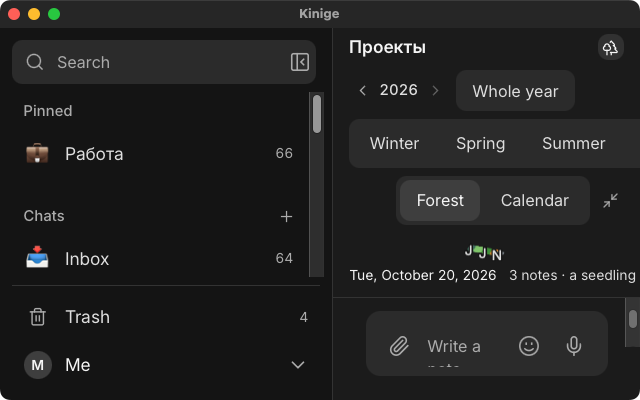 Kinige
Search
Pinned
Работа 66
Chats
Inbox 64
Trash 4
M Me
Проекты
2026 Whole year
Winter Spring Summer
Forest Calendar
J J N
Tue, October 20, 2026 3 notes · a seedling
Write a
note